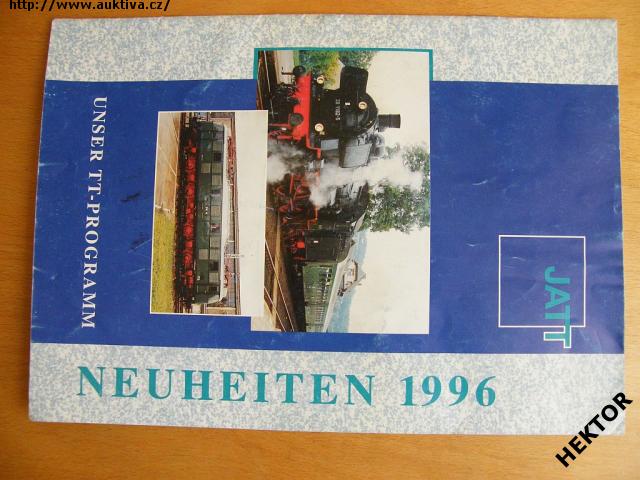 http://www.auktiva.cz/
UNSER TT-PROGRAMM
JATT
NEUHEITEN 1996
HEKTOR